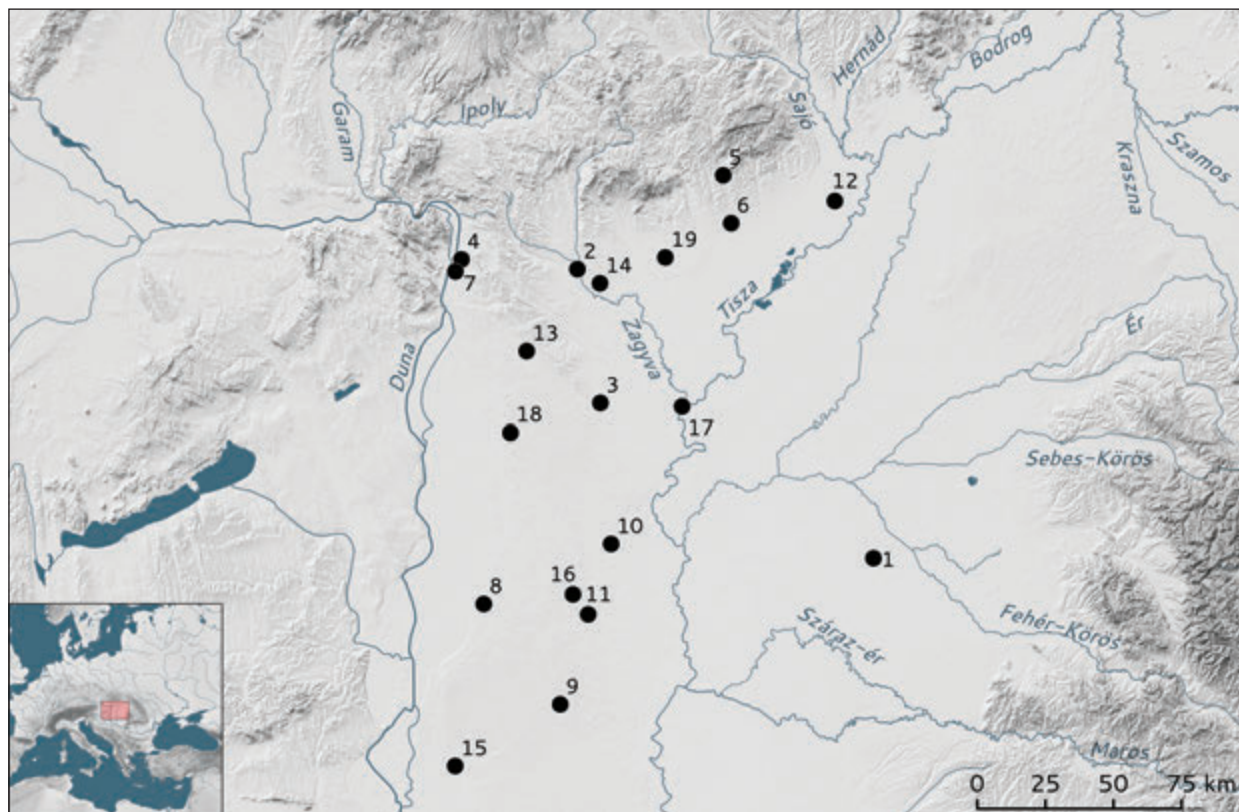 Garam
Ipoly
Sajó
Hernád
Bodrog
Kraszna
Szamos
5
12
6
4
7
2
14
19
Tisza
Ér
13
Zagyva
Duna
3
17
18
Sebes-Körös
10
1
16
11
8
Száraz-ér
Fehér-Körös
9
15
Maros
0 25 50 75 km